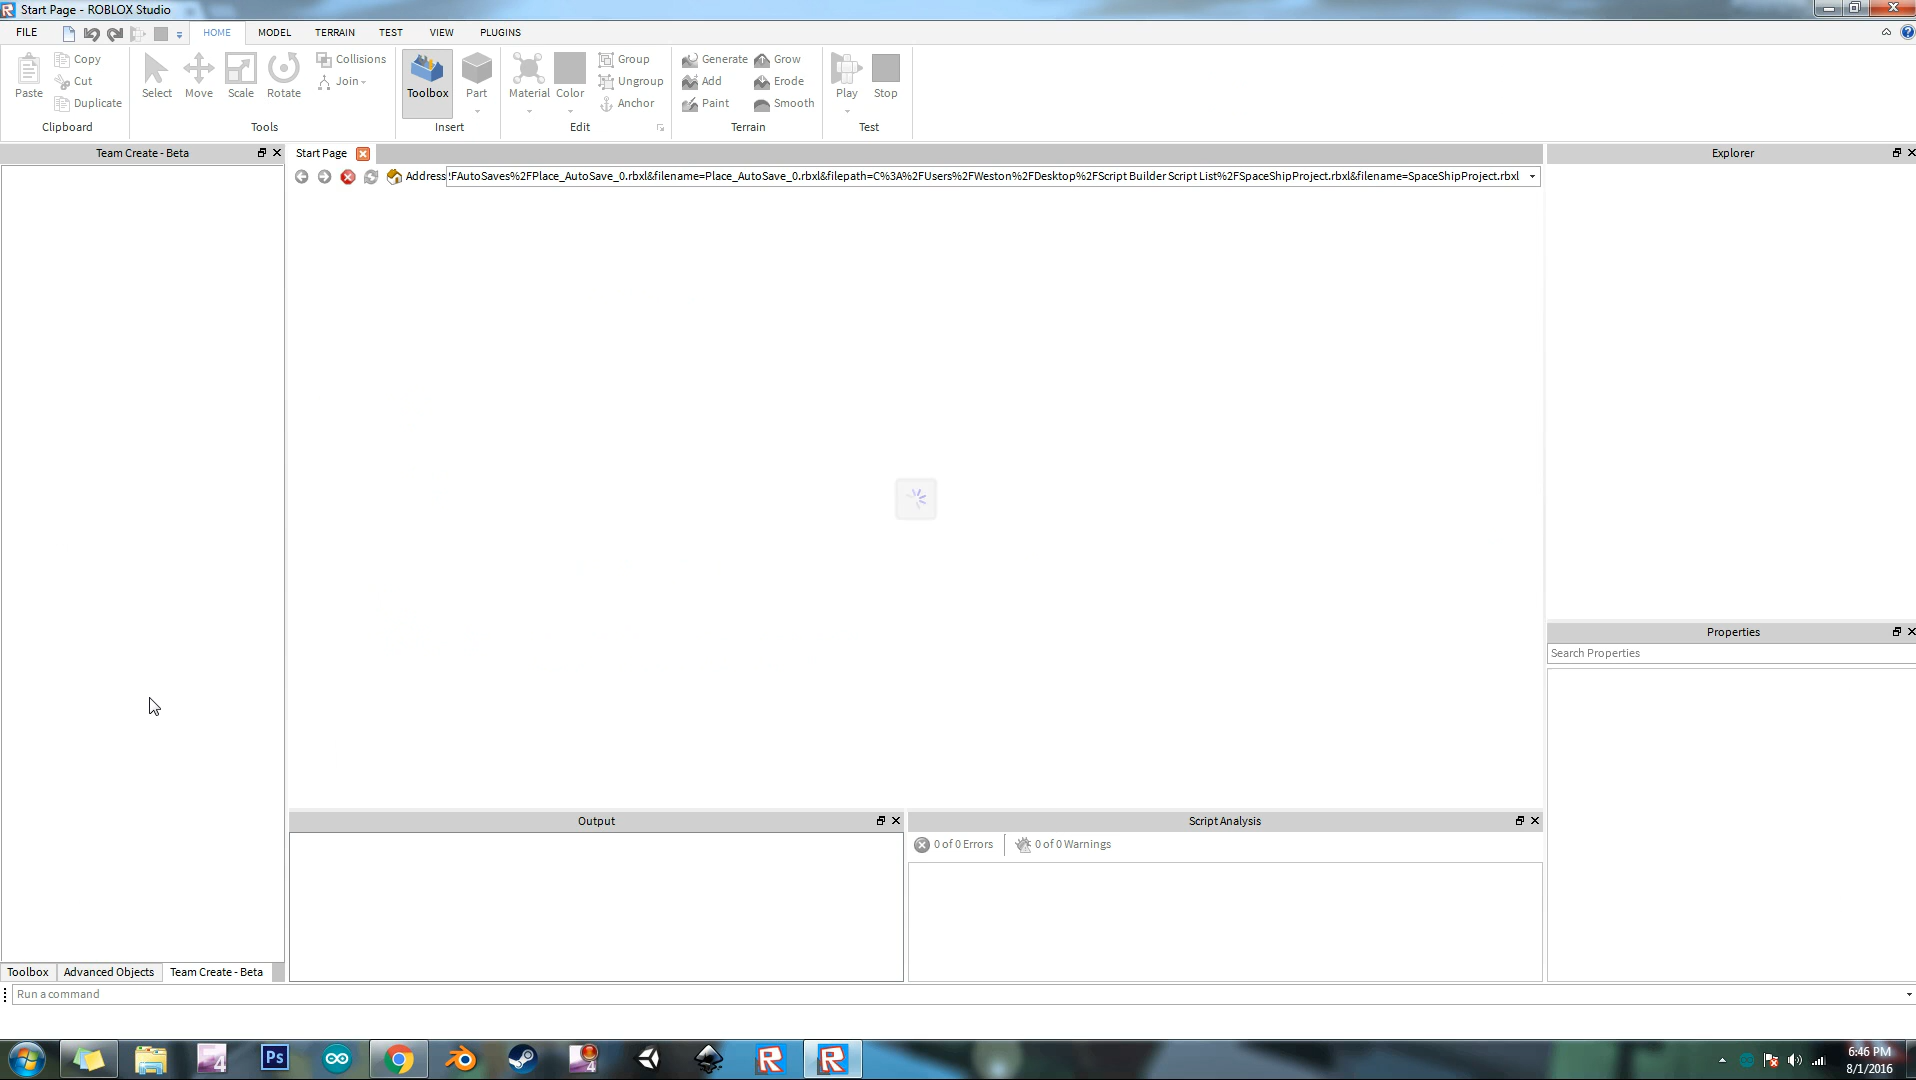 Start Page - ROBLOX Studio
FILE HOME MODEL TERRAIN TEST VIEW PLUGINS
Paste Copy Cut Duplicate
Clipboard
Select Move Scale Rotate Collisions Join
Tools
Toolbox Part
Insert
Material Color Group Ungroup Anchor
Edit
Generate Grow
Add Erode
Paint Smooth
Terrain
Play Stop
Test
Team Create - Beta
Start Page
Explorer
Address FAutoSaves%2FPlace_AutoSave_0.rbxl&filename=Place_AutoSave_0.rbxl&filepath=C%3A%2FUsers%2FWeston%2FDesktop%2FScript Builder Script List%2FSpaceShipProject.rbxl&filename=SpaceShipProject.rbxl
Properties
Search Properties
Output
Script Analysis
0 of 0 Errors 0 of 0 Warnings
Toolbox Advanced Objects Team Create - Beta
Run a command
4 Ps 4
6:46 PM
8/1/2016